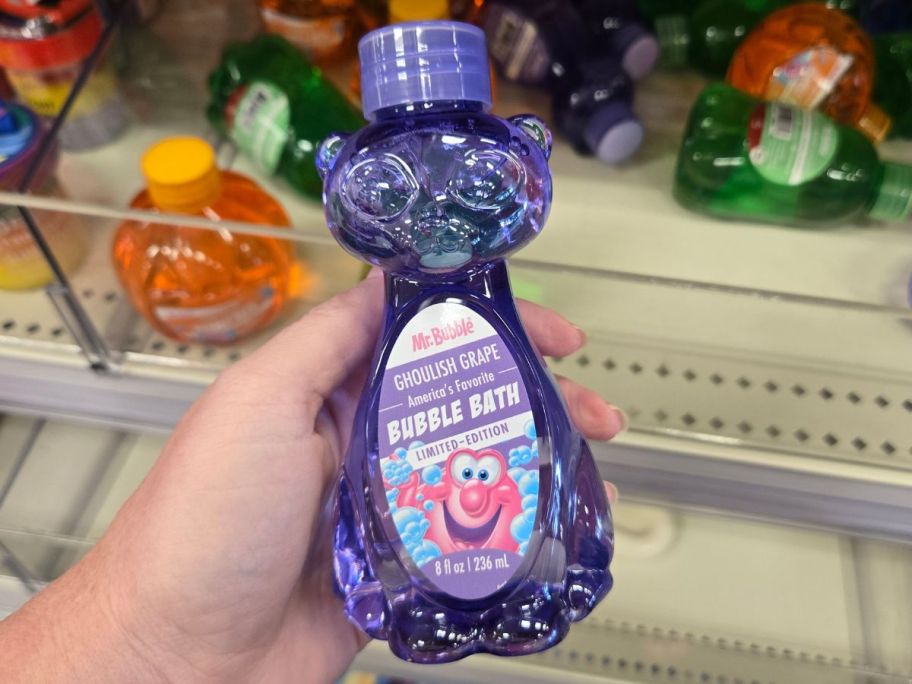 Mr. Bubble
GHOULISH GRAPE
America's Favorite
BUBBLE BATH
LIMITED-EDITION
8 fl oz | 236 mL